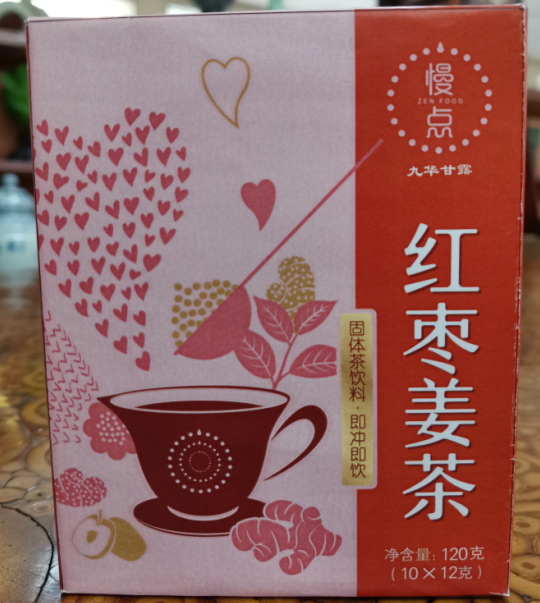 慢
ZEN FOOD
点
九华甘露
红枣姜茶
固体茶饮料·即冲即饮
净含量：120克
（10×12克）